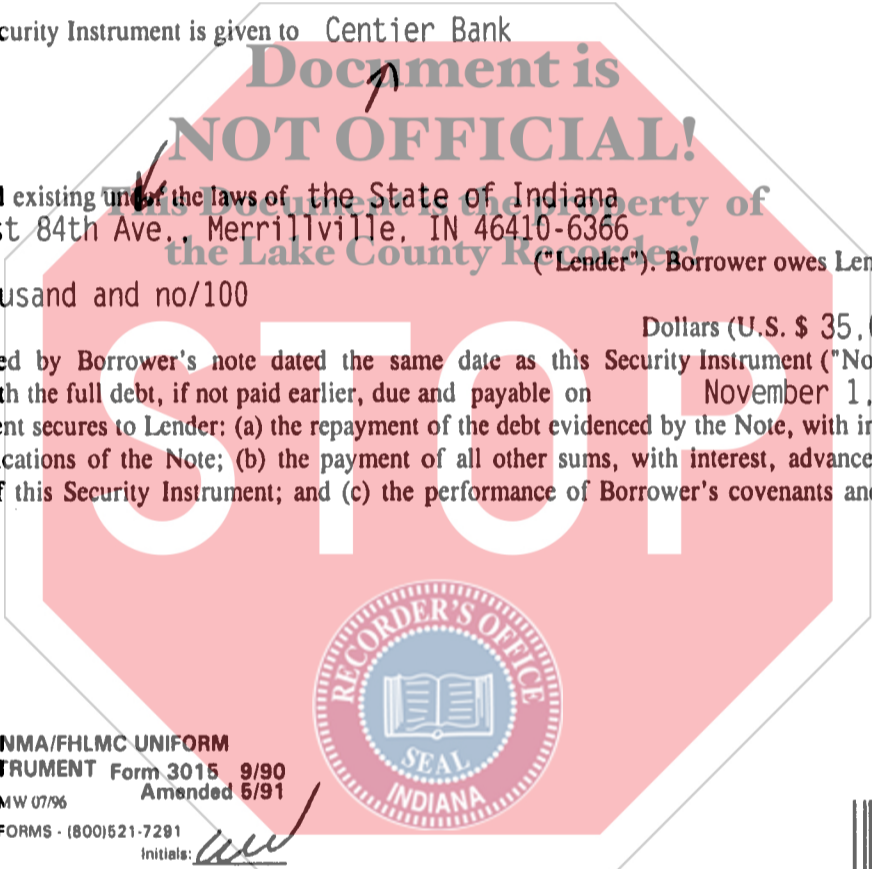 curity Instrument is given to Centier Bank
Document is
NOT OFFICIAL!
existing under the laws of the State of Indiana
This Document is the property of
st 84th Ave., Merrillville, IN 46410-6366
the Lake County Recorder!
("Lender"). Borrower owes Len
usand and no/100
Dollars (U.S. $ 35,
STOP
ed by Borrower's note dated the same date as this Security Instrument ("No
th the full debt, if not paid earlier, due and payable on November 1,
ent secures to Lender: (a) the repayment of the debt evidenced by the Note, with in
cations of the Note; (b) the payment of all other sums, with interest, advance
f this Security Instrument; and (c) the performance of Borrower's covenants and
RECORDER'S OFFICE
SEAL
INDIANA
NMA/FHLMC UNIFORM
TRUMENT Form 3015 9/90
Amended 5/91
MW 07/96
FORMS - (800)521-7291
Initials: